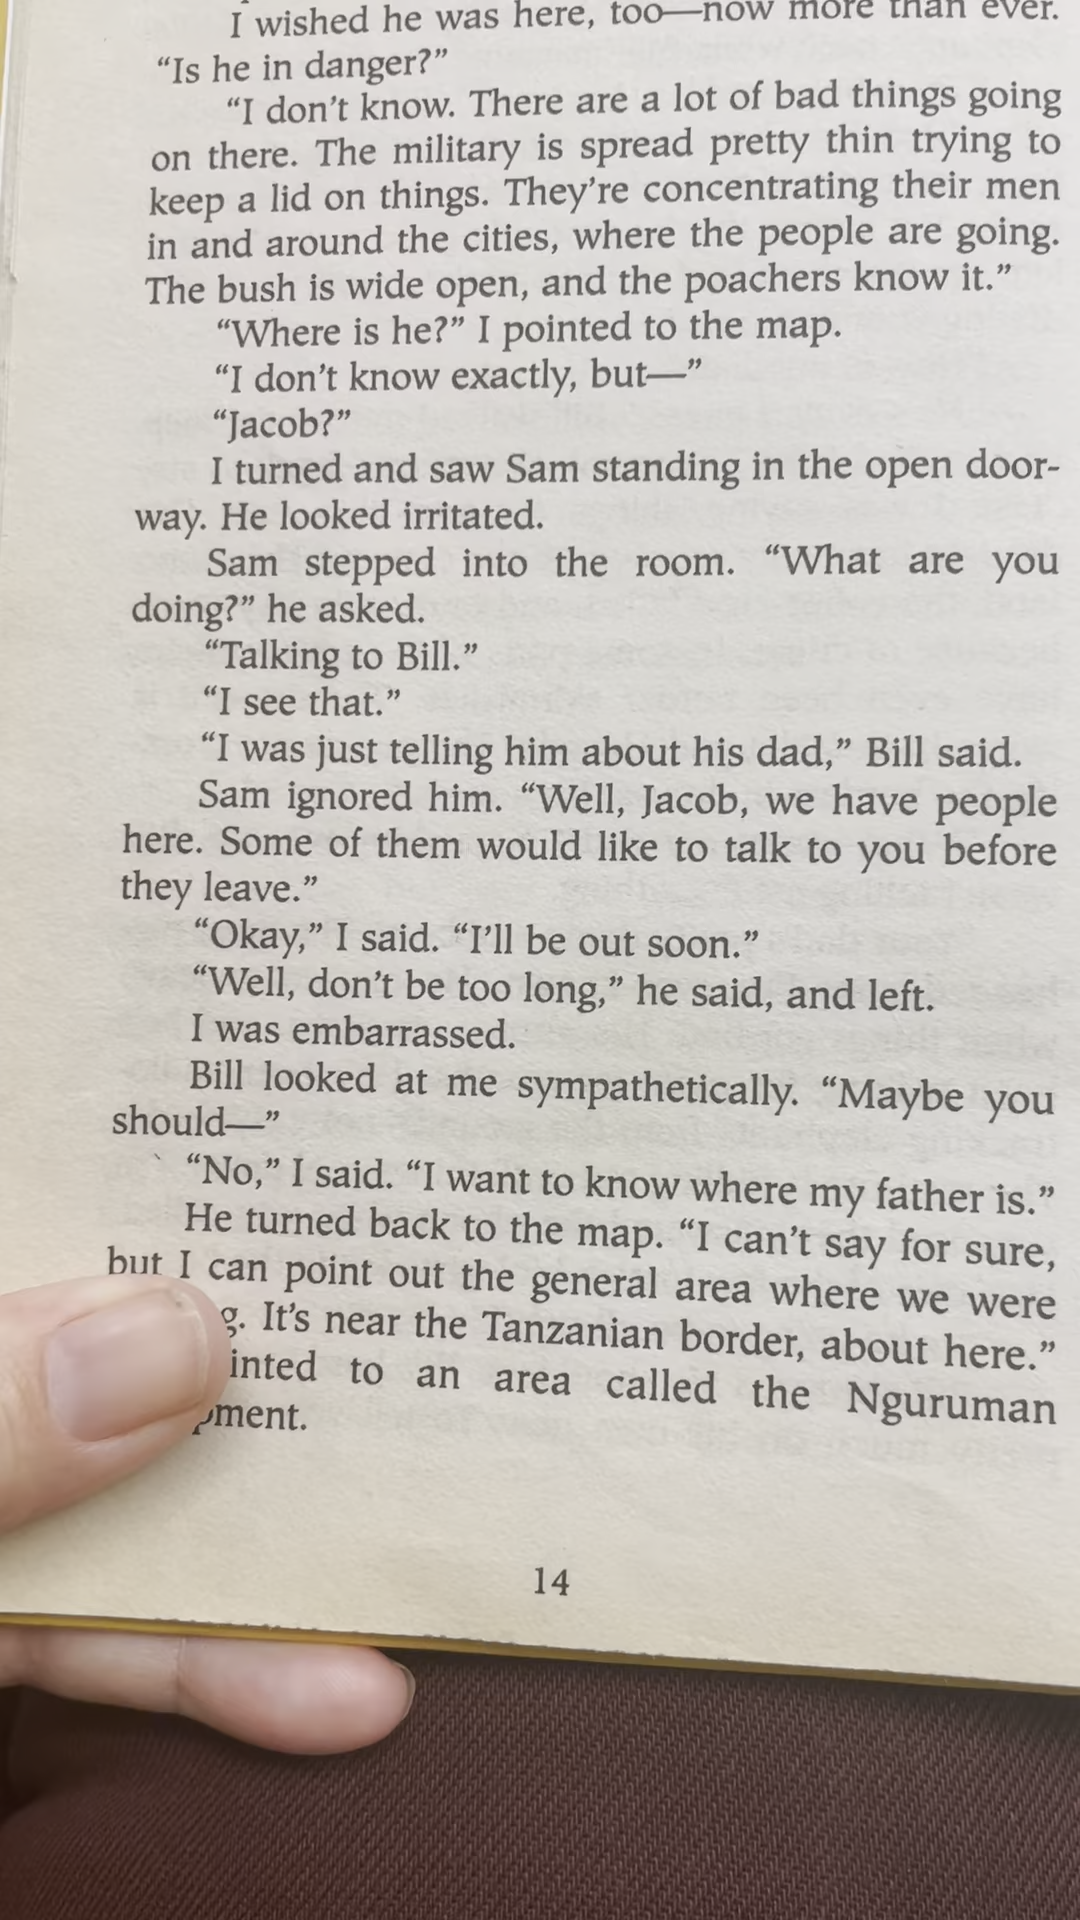 I wished he was here, too—now more than ever.
“Is he in danger?”
“I don’t know. There are a lot of bad things going
on there. The military is spread pretty thin trying to
keep a lid on things. They’re concentrating their men
in and around the cities, where the people are going.
The bush is wide open, and the poachers know it.”
“Where is he?” I pointed to the map.
“I don’t know exactly, but—”
“Jacob?”
I turned and saw Sam standing in the open door-
way. He looked irritated.
Sam stepped into the room. “What are you
doing?” he asked.
“Talking to Bill.”
“I see that.”
“I was just telling him about his dad,” Bill said.
Sam ignored him. “Well, Jacob, we have people
here. Some of them would like to talk to you before
they leave.”
“Okay,” I said. “I’ll be out soon.”
“Well, don’t be too long,” he said, and left.
I was embarrassed.
Bill looked at me sympathetically. “Maybe you
should—”
“No,” I said. “I want to know where my father is.”
He turned back to the map. “I can’t say for sure,
but I can point out the general area where we were
g. It’s near the Tanzanian border, about here.”
inted to an area called the Nguruman
pment.
14